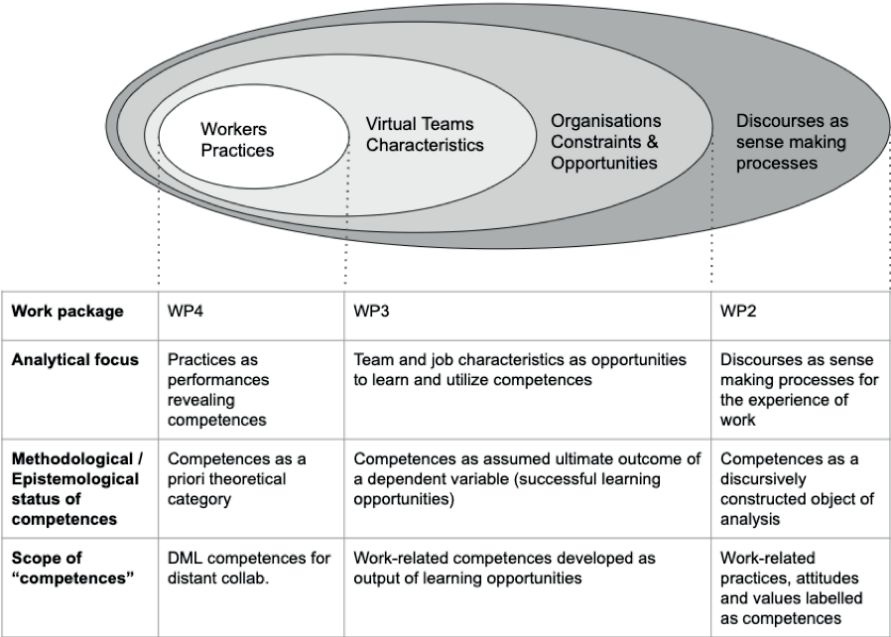 Workers
Practices
Virtual Teams
Characteristics
Organisations
Constraints &
Opportunities
Discourses as
sense making
processes
Work package
WP4
WP3
WP2
Analytical focus
Practices as
performances
revealing
competences
Team and job characteristics as opportunities
to learn and utilize competences
Discourses as sense
making processes for
the experience of
work
Methodological /
Epistemological
status of
competences
Competences as a
priori theoretical
category
Competences as assumed ultimate outcome of
a dependent variable (successful learning
opportunities)
Competences as a
discursively
constructed object of
analysis
Scope of
“competences”
DML competences for
distant collab.
Work-related competences developed as
output of learning opportunities
Work-related
practices, attitudes
and values labelled
as competences